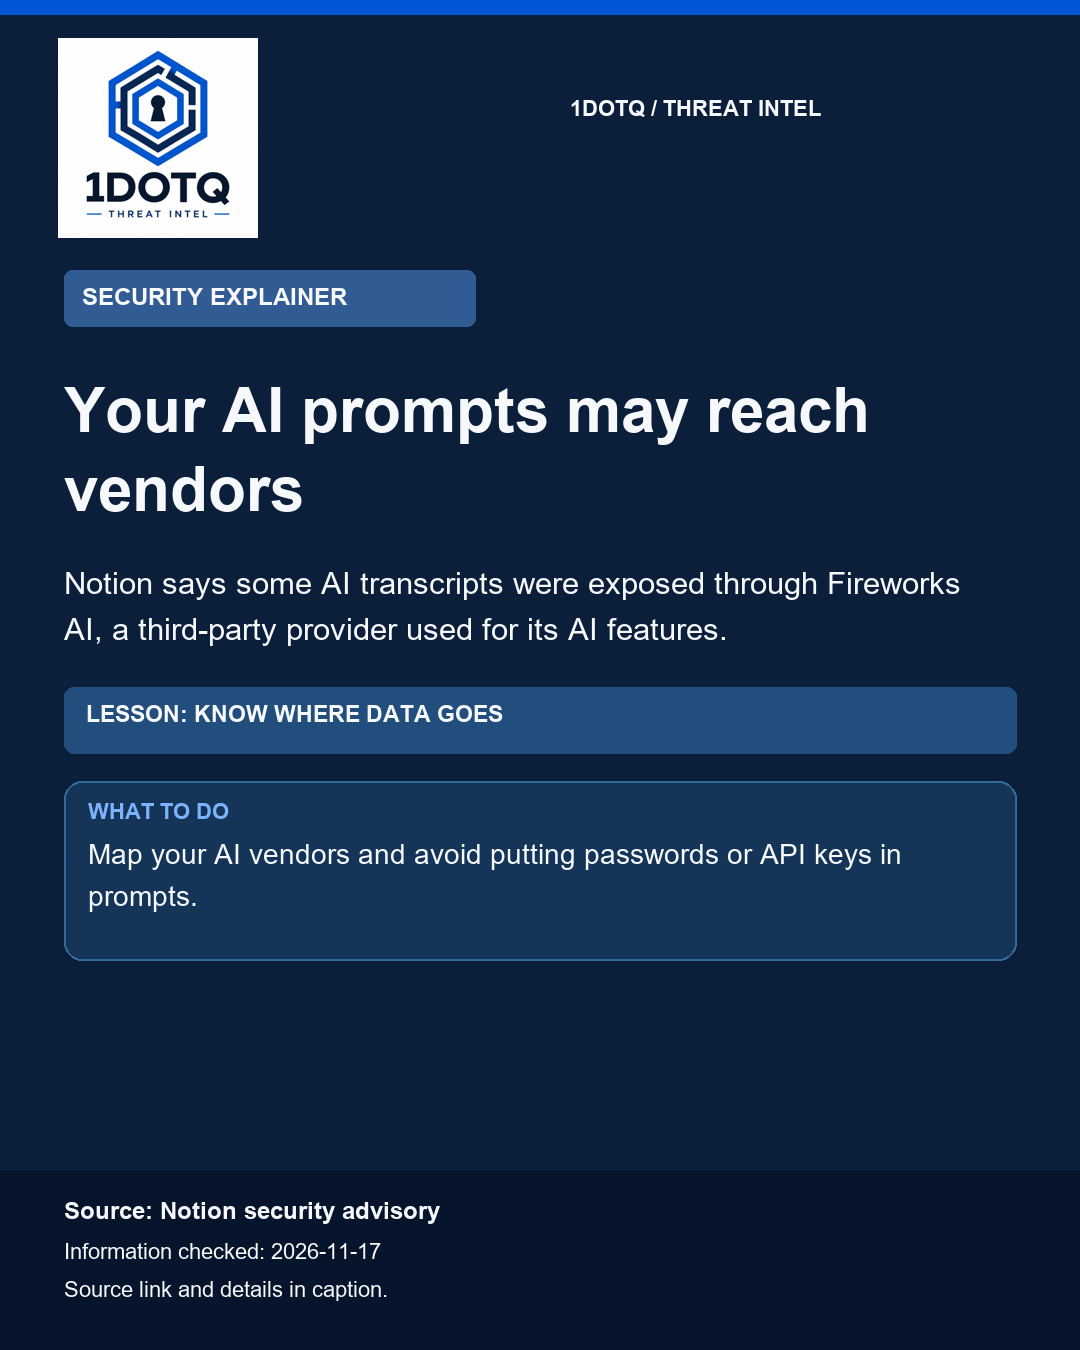 1DOTQ
THREAT INTEL
1DOTQ / THREAT INTEL
SECURITY EXPLAINER
Your AI prompts may reach
vendors
Notion says some AI transcripts were exposed through Fireworks
AI, a third-party provider used for its AI features.
LESSON: KNOW WHERE DATA GOES
WHAT TO DO
Map your AI vendors and avoid putting passwords or API keys in
prompts.
Source: Notion security advisory
Information checked: 2026-11-17
Source link and details in caption.